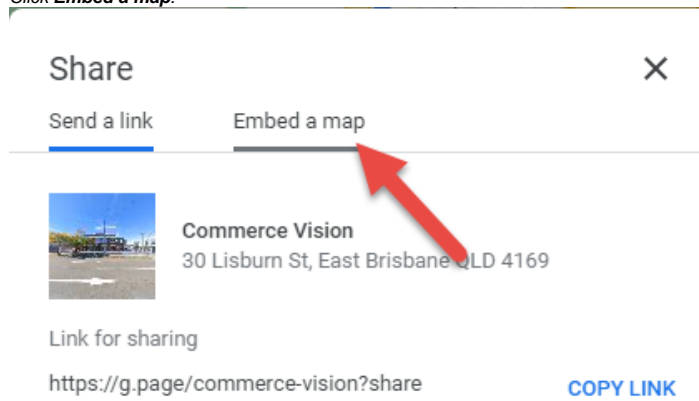 Click Embed a map.
Share
Send a link Embed a map
Commerce Vision
30 Lisburn St, East Brisbane QLD 4169
Link for sharing
https://g.page/commerce-vision?share COPY LINK